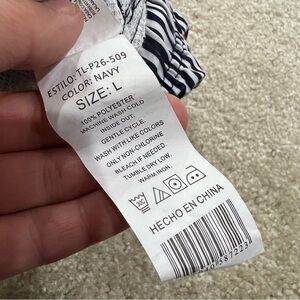 ESTILO: TL-P26-509
COLOR: NAVY
SIZE: L
100% POLYESTER
MACHINE WASH COLD
INSIDE OUT.
GENTLE CYCLE.
WASH WITH LIKE COLORS
ONLY NON-CHLORINE
BLEACH IF NEEDED.
TUMBLE DRY LOW.
WARM IRON.
HECHO EN CHINA